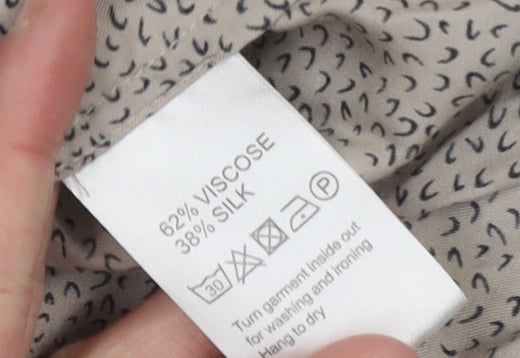 62% VISCOSE
38% SILK
30 P
Turn garment inside out
for washing and ironing
Hang to dry